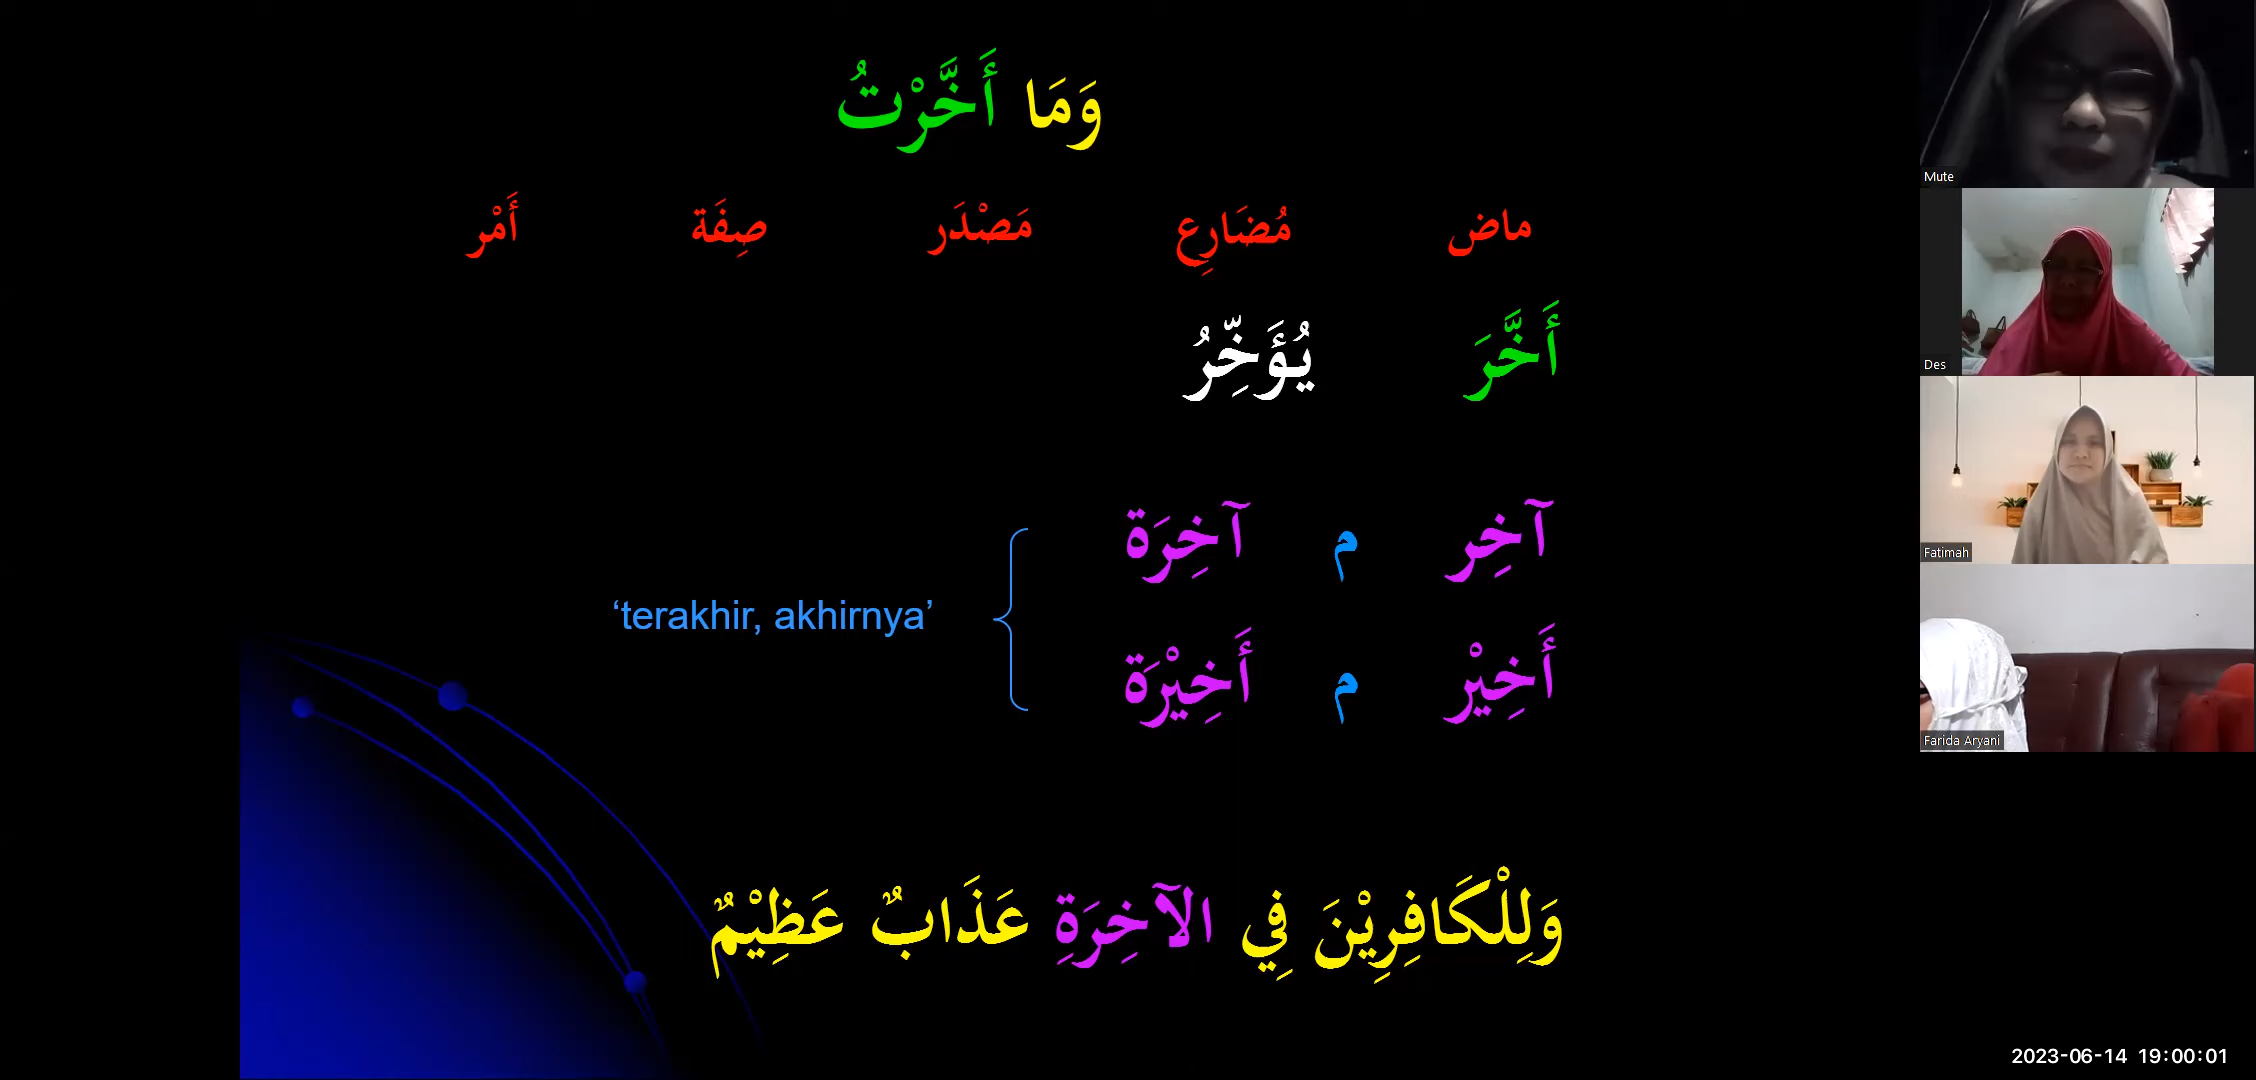 وَمَا أَخَّرْتُ
ماض مُضَارِع مَصْدَر صِفَة أَمْر
أَخَّرَ يُؤَخِّرُ
آخِر م آخِرَة
‘terakhir, akhirnya’
أَخِيْر م أَخِيْرَة
وَلِلْكَافِرِيْنَ فِي الآخِرَةِ عَذَابٌ عَظِيْمٌ
Mute
Des
Fatimah
Farida Aryani
2023-06-14 19:00:01